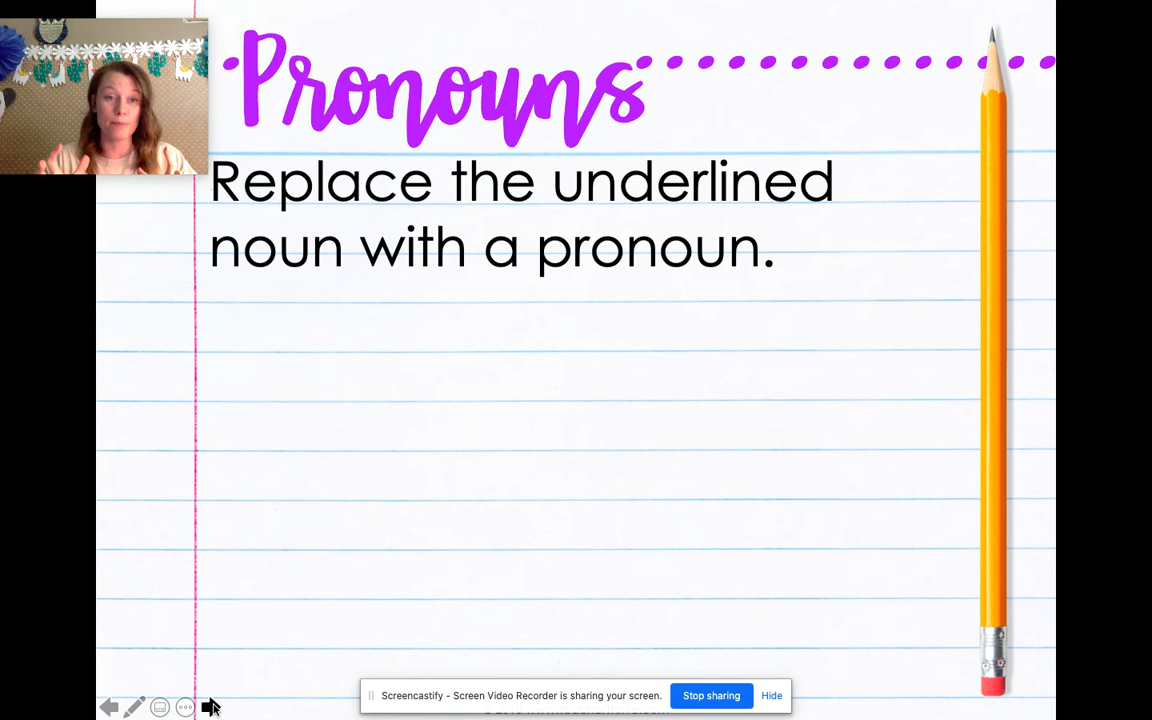 Pronouns
Replace the underlined
noun with a pronoun.
Screencastify - Screen Video Recorder is sharing your screen.
Stop sharing
Hide